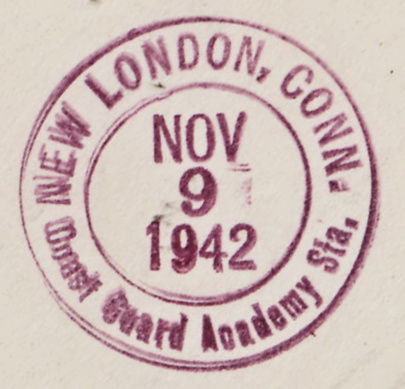 NEW LONDON, CONN.
NOV
9
1942
Coast Guard Academy Sta.